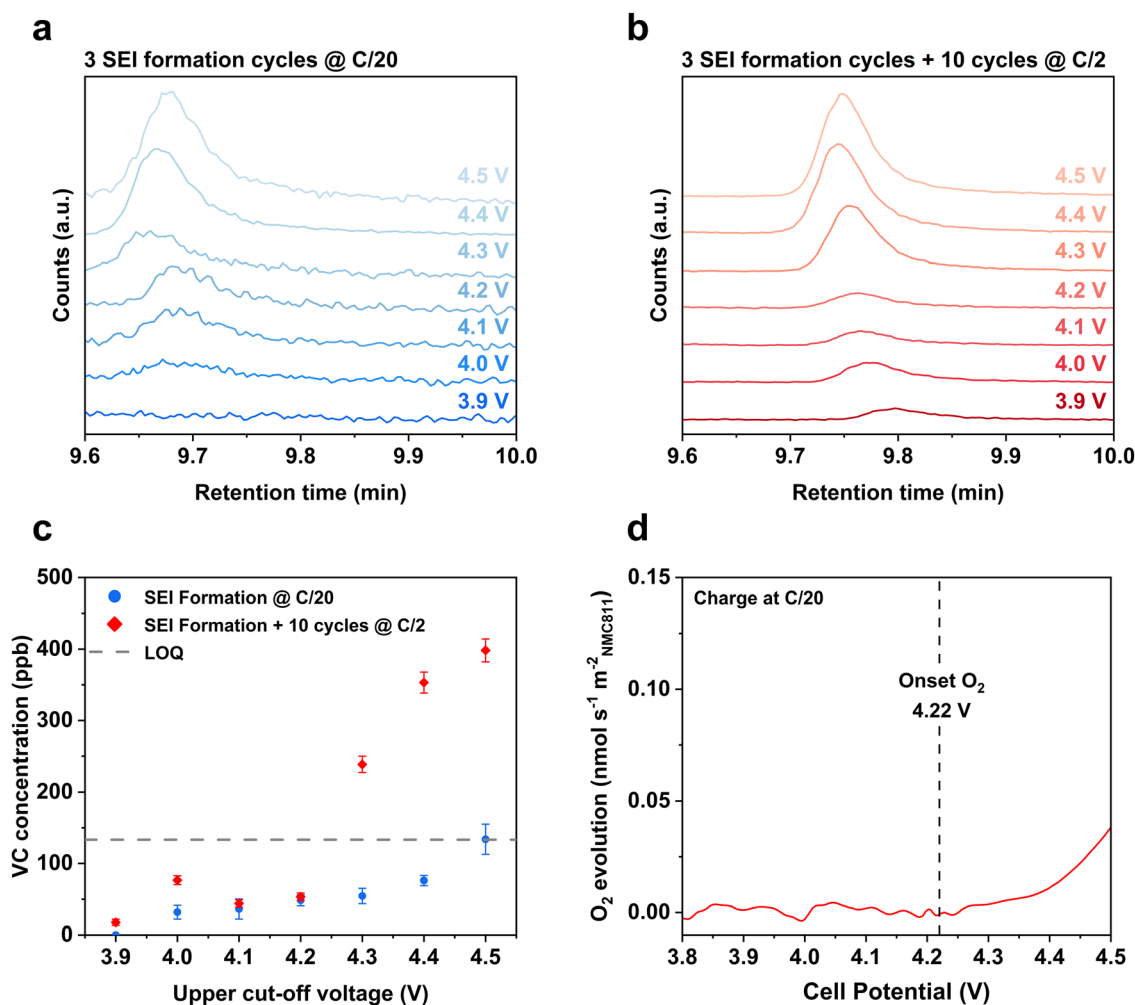 a
3 SEI formation cycles @ C/20
4.5 V
4.4 V
4.3 V
4.2 V
4.1 V
4.0 V
3.9 V
Counts (a.u.)
9.6 9.7 9.8 9.9 10.0
Retention time (min)
b
3 SEI formation cycles + 10 cycles @ C/2
4.5 V
4.4 V
4.3 V
4.2 V
4.1 V
4.0 V
3.9 V
Counts (a.u.)
9.6 9.7 9.8 9.9 10.0
Retention time (min)
c
500
400
300
200
100
0
VC concentration (ppb)
SEI Formation @ C/20
SEI Formation + 10 cycles @ C/2
LOQ
3.9 4.0 4.1 4.2 4.3 4.4 4.5
Upper cut-off voltage (V)
d
0.15
0.10
0.05
0.00
O₂ evolution (nmol s⁻¹ m⁻² NMC811)
Charge at C/20
Onset O₂
4.22 V
3.8 3.9 4.0 4.1 4.2 4.3 4.4 4.5
Cell Potential (V)